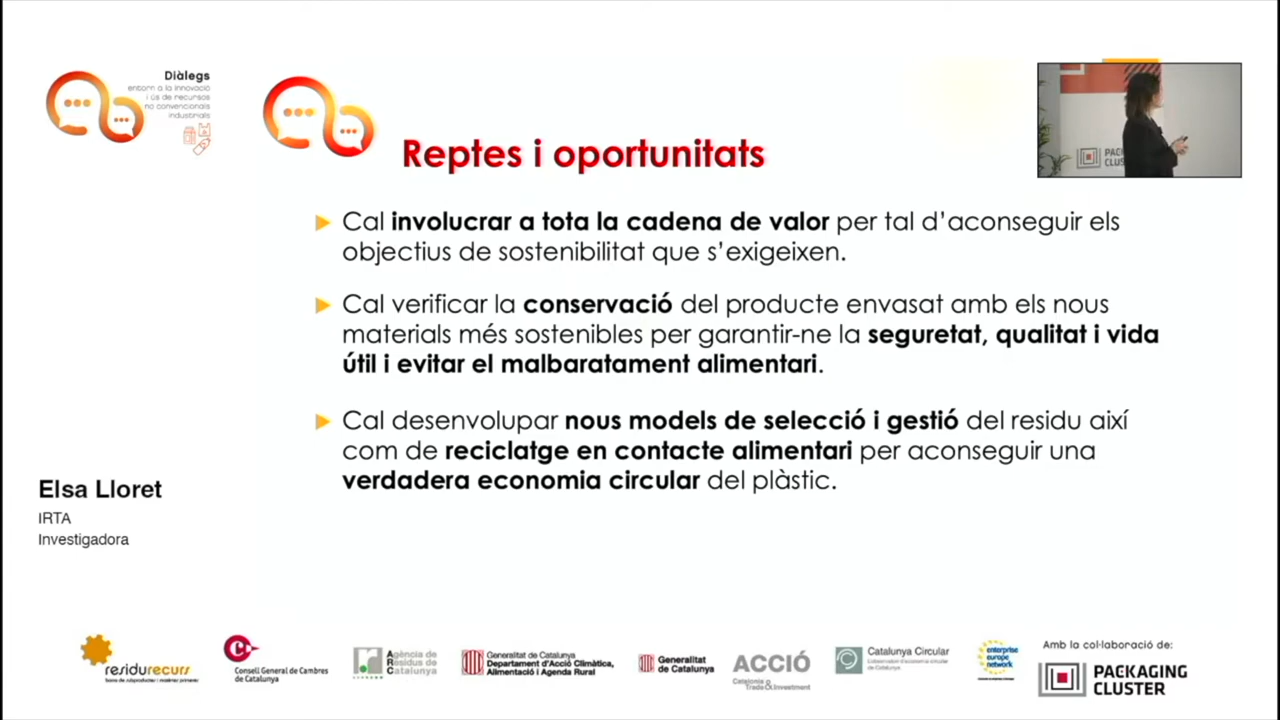 Diàlegs
entorn a la innovació
i ús de recursos
no convencionals
industrials
Reptes i oportunitats
Cal involucrar a tota la cadena de valor per tal d’aconseguir els
objectius de sostenibilitat que s’exigeixen.
Cal verificar la conservació del producte envasat amb els nous
materials més sostenibles per garantir-ne la seguretat, qualitat i vida
útil i evitar el malbaratament alimentari.
Cal desenvolupar nous models de selecció i gestió del residu així
com de reciclatge en contacte alimentari per aconseguir una
verdadera economia circular del plàstic.
Elsa Lloret
IRTA
Investigadora
residurecurs
Consell General de Cambres
de Catalunya
Agència de
Residus de
Catalunya
Generalitat de Catalunya
Departament d’Acció Climàtica,
Alimentació i Agenda Rural
Generalitat
de Catalunya
ACCIÓ
Catalonia
Trade&Investment
Catalunya Circular
enterprise
europe
network
Amb la col·laboració de:
PACKAGING
CLUSTER